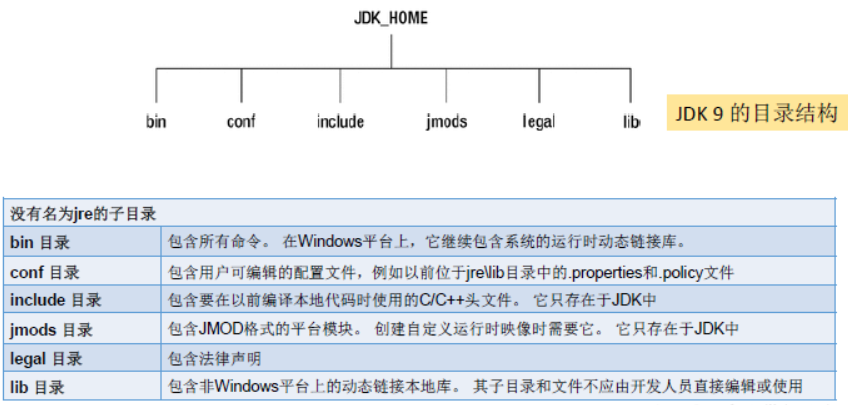 JDK_HOME
bin conf include jmods legal lib
JDK 9 的目录结构
没有名为jre的子目录
bin 目录 包含所有命令。 在Windows平台上，它继续包含系统的运行时动态链接库。
conf 目录 包含用户可编辑的配置文件，例如以前位于jre\lib目录中的.properties和.policy文件
include 目录 包含要在以前编译本地代码时使用的C/C++头文件。 它只存在于JDK中
jmods 目录 包含JMOD格式的平台模块。 创建自定义运行时映像时需要它。 它只存在于JDK中
legal 目录 包含法律声明
lib 目录 包含非Windows平台上的动态链接本地库。 其子目录和文件不应由开发人员直接编辑或使用